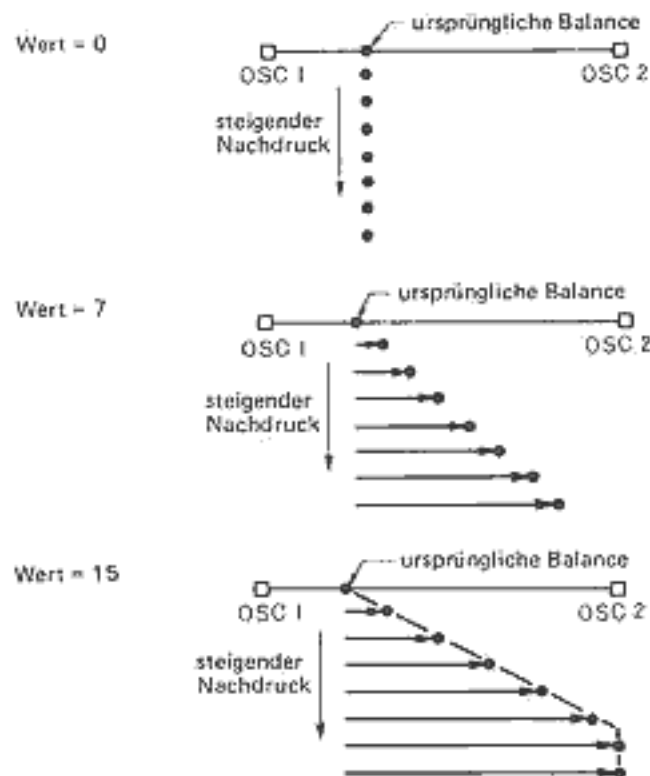 ursprüngliche Balance
Wert = 0
OSC 1
OSC 2
steigender
Nachdruck
ursprüngliche Balance
Wert = 7
OSC 1
OSC 2
steigender
Nachdruck
ursprüngliche Balance
Wert = 15
OSC 1
OSC 2
steigender
Nachdruck